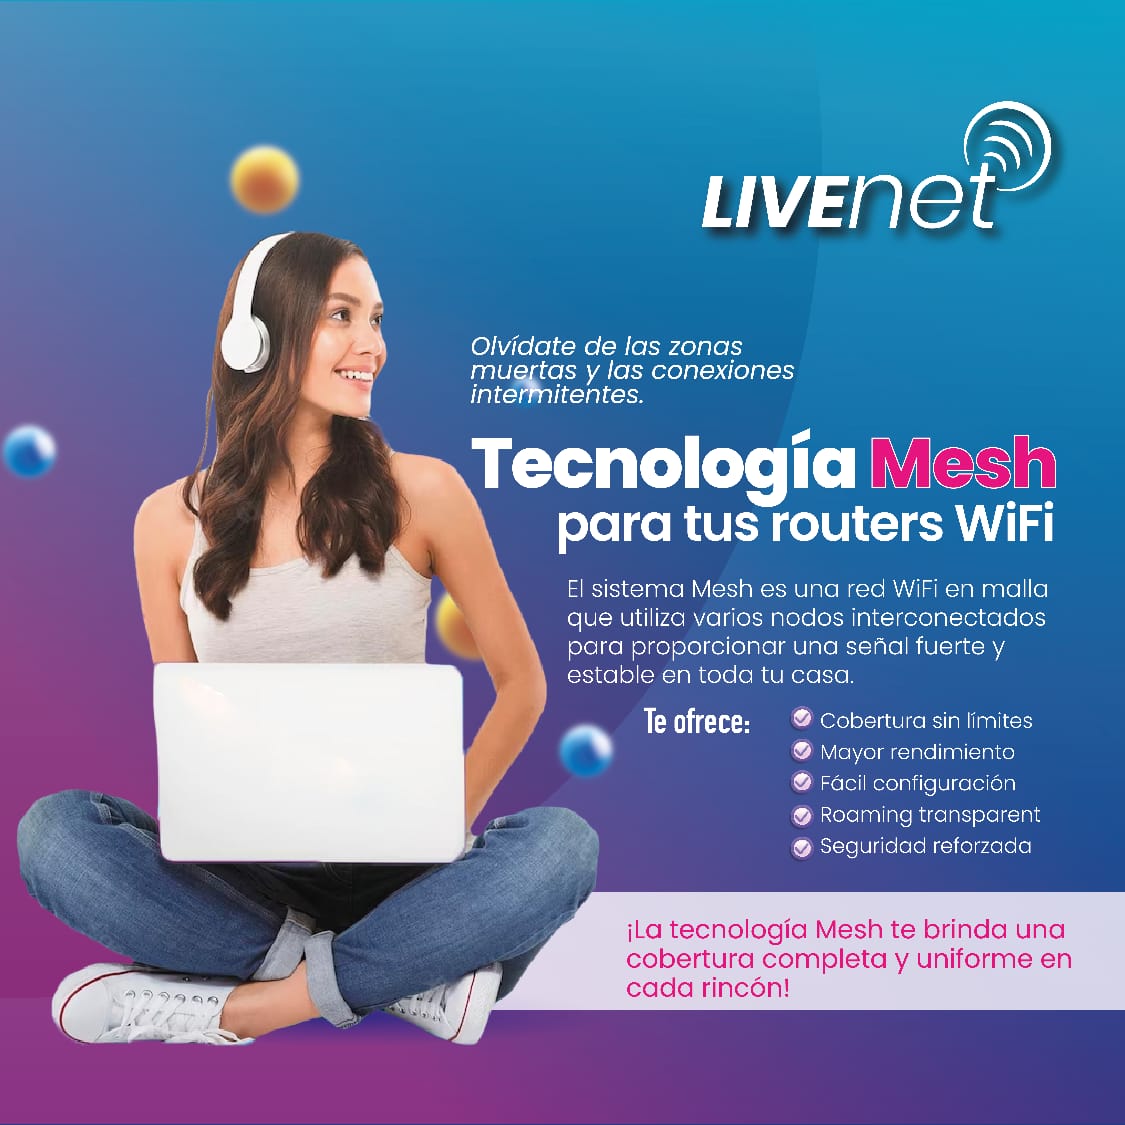 LIVEnet
Olvídate de las zonas
muertas y las conexiones
intermitentes.
Tecnología Mesh
para tus routers WiFi
El sistema Mesh es una red WiFi en malla
que utiliza varios nodos interconectados
para proporcionar una señal fuerte y
estable en toda tu casa.
Te ofrece:
Cobertura sin límites
Mayor rendimiento
Fácil configuración
Roaming transparent
Seguridad reforzada
¡La tecnología Mesh te brinda una
cobertura completa y uniforme en
cada rincón!